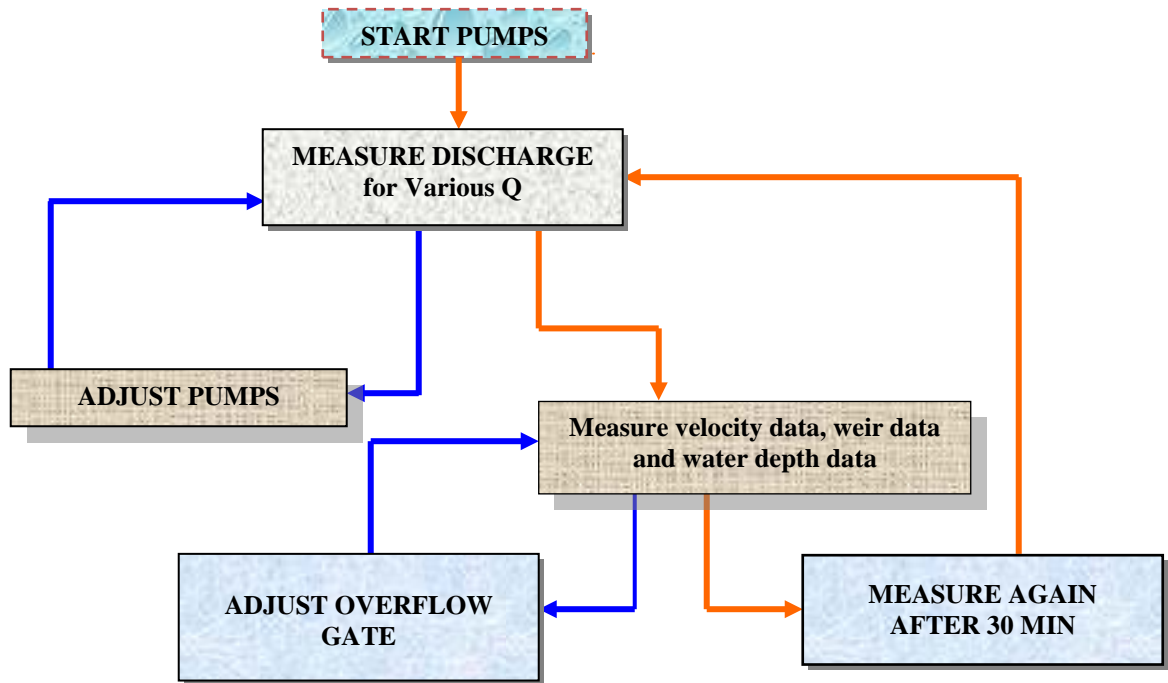 START PUMPS
MEASURE DISCHARGE
for Various Q
ADJUST PUMPS
Measure velocity data, weir data
and water depth data
ADJUST OVERFLOW
GATE
MEASURE AGAIN
AFTER 30 MIN